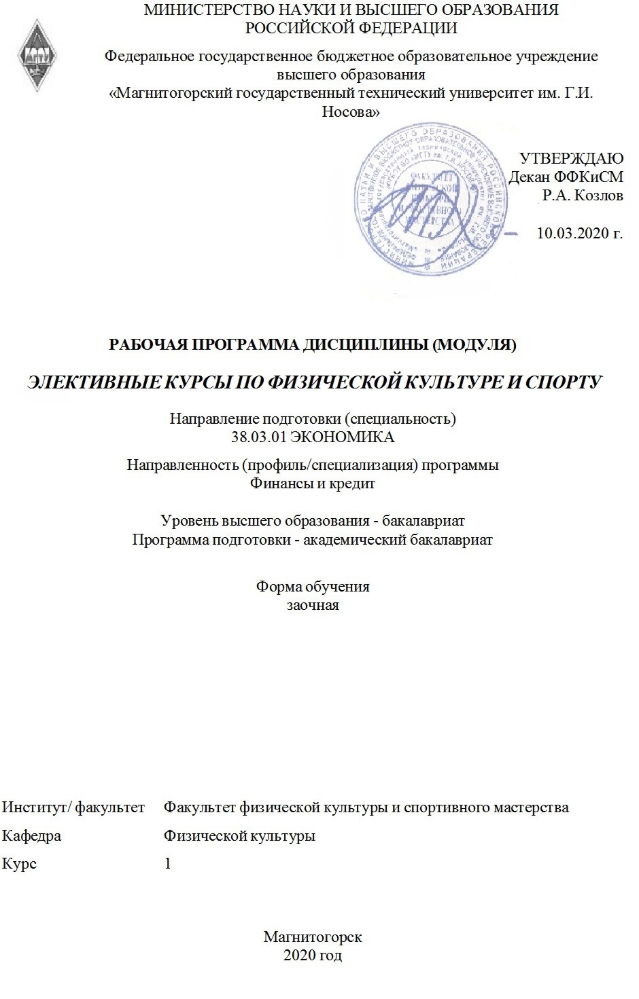 МИНИСТЕРСТВО НАУКИ И ВЫСШЕГО ОБРАЗОВАНИЯ
РОССИЙСКОЙ ФЕДЕРАЦИИ
Федеральное государственное бюджетное образовательное учреждение
высшего образования
«Магнитогорский государственный технический университет им. Г.И.
Носова»
УТВЕРЖДАЮ
Декан ФФКиСМ
Р.А. Козлов
10.03.2020 г.
РАБОЧАЯ ПРОГРАММА ДИСЦИПЛИНЫ (МОДУЛЯ)
ЭЛЕКТИВНЫЕ КУРСЫ ПО ФИЗИЧЕСКОЙ КУЛЬТУРЕ И СПОРТУ
Направление подготовки (специальность)
38.03.01 ЭКОНОМИКА
Направленность (профиль/специализация) программы
Финансы и кредит
Уровень высшего образования - бакалавриат
Программа подготовки - академический бакалавриат
Форма обучения
заочная
Институт/ факультет Факультет физической культуры и спортивного мастерства
Кафедра Физической культуры
Курс 1
Магнитогорск
2020 год